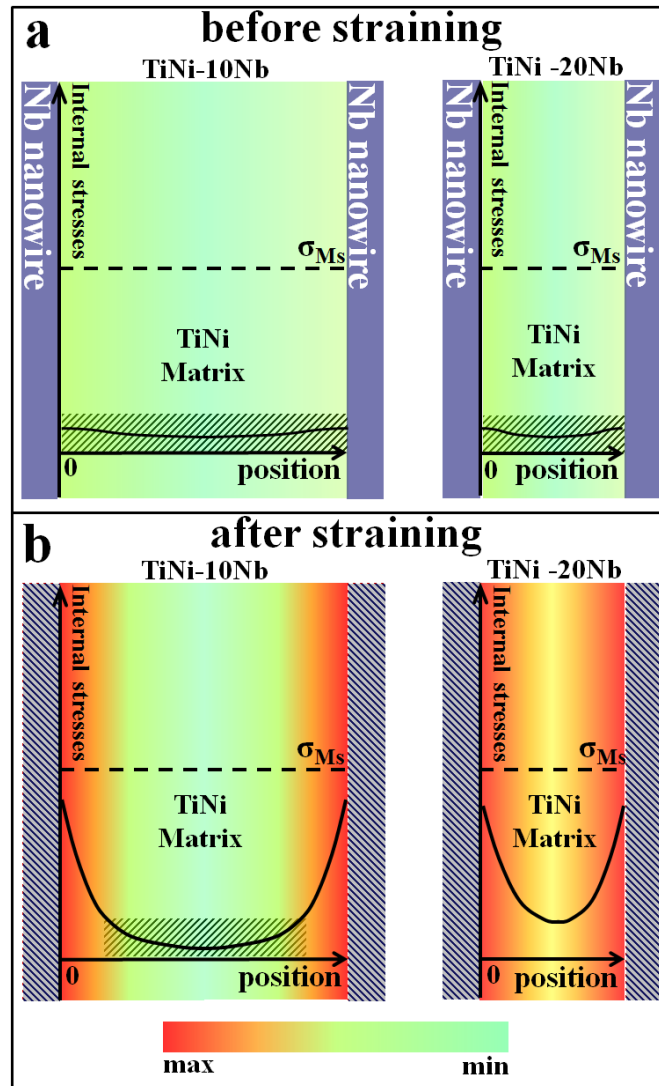 a
before straining
TiNi-10Nb
TiNi -20Nb
Nb nanowire
Internal stresses
σMs
TiNi
Matrix
0
position
Nb nanowire
Nb nanowire
Internal stresses
σMs
TiNi
Matrix
0
position
Nb nanowire
b
after straining
TiNi-10Nb
TiNi -20Nb
Internal stresses
σMs
TiNi
Matrix
0
position
Internal stresses
σMs
TiNi
Matrix
0
position
max
min